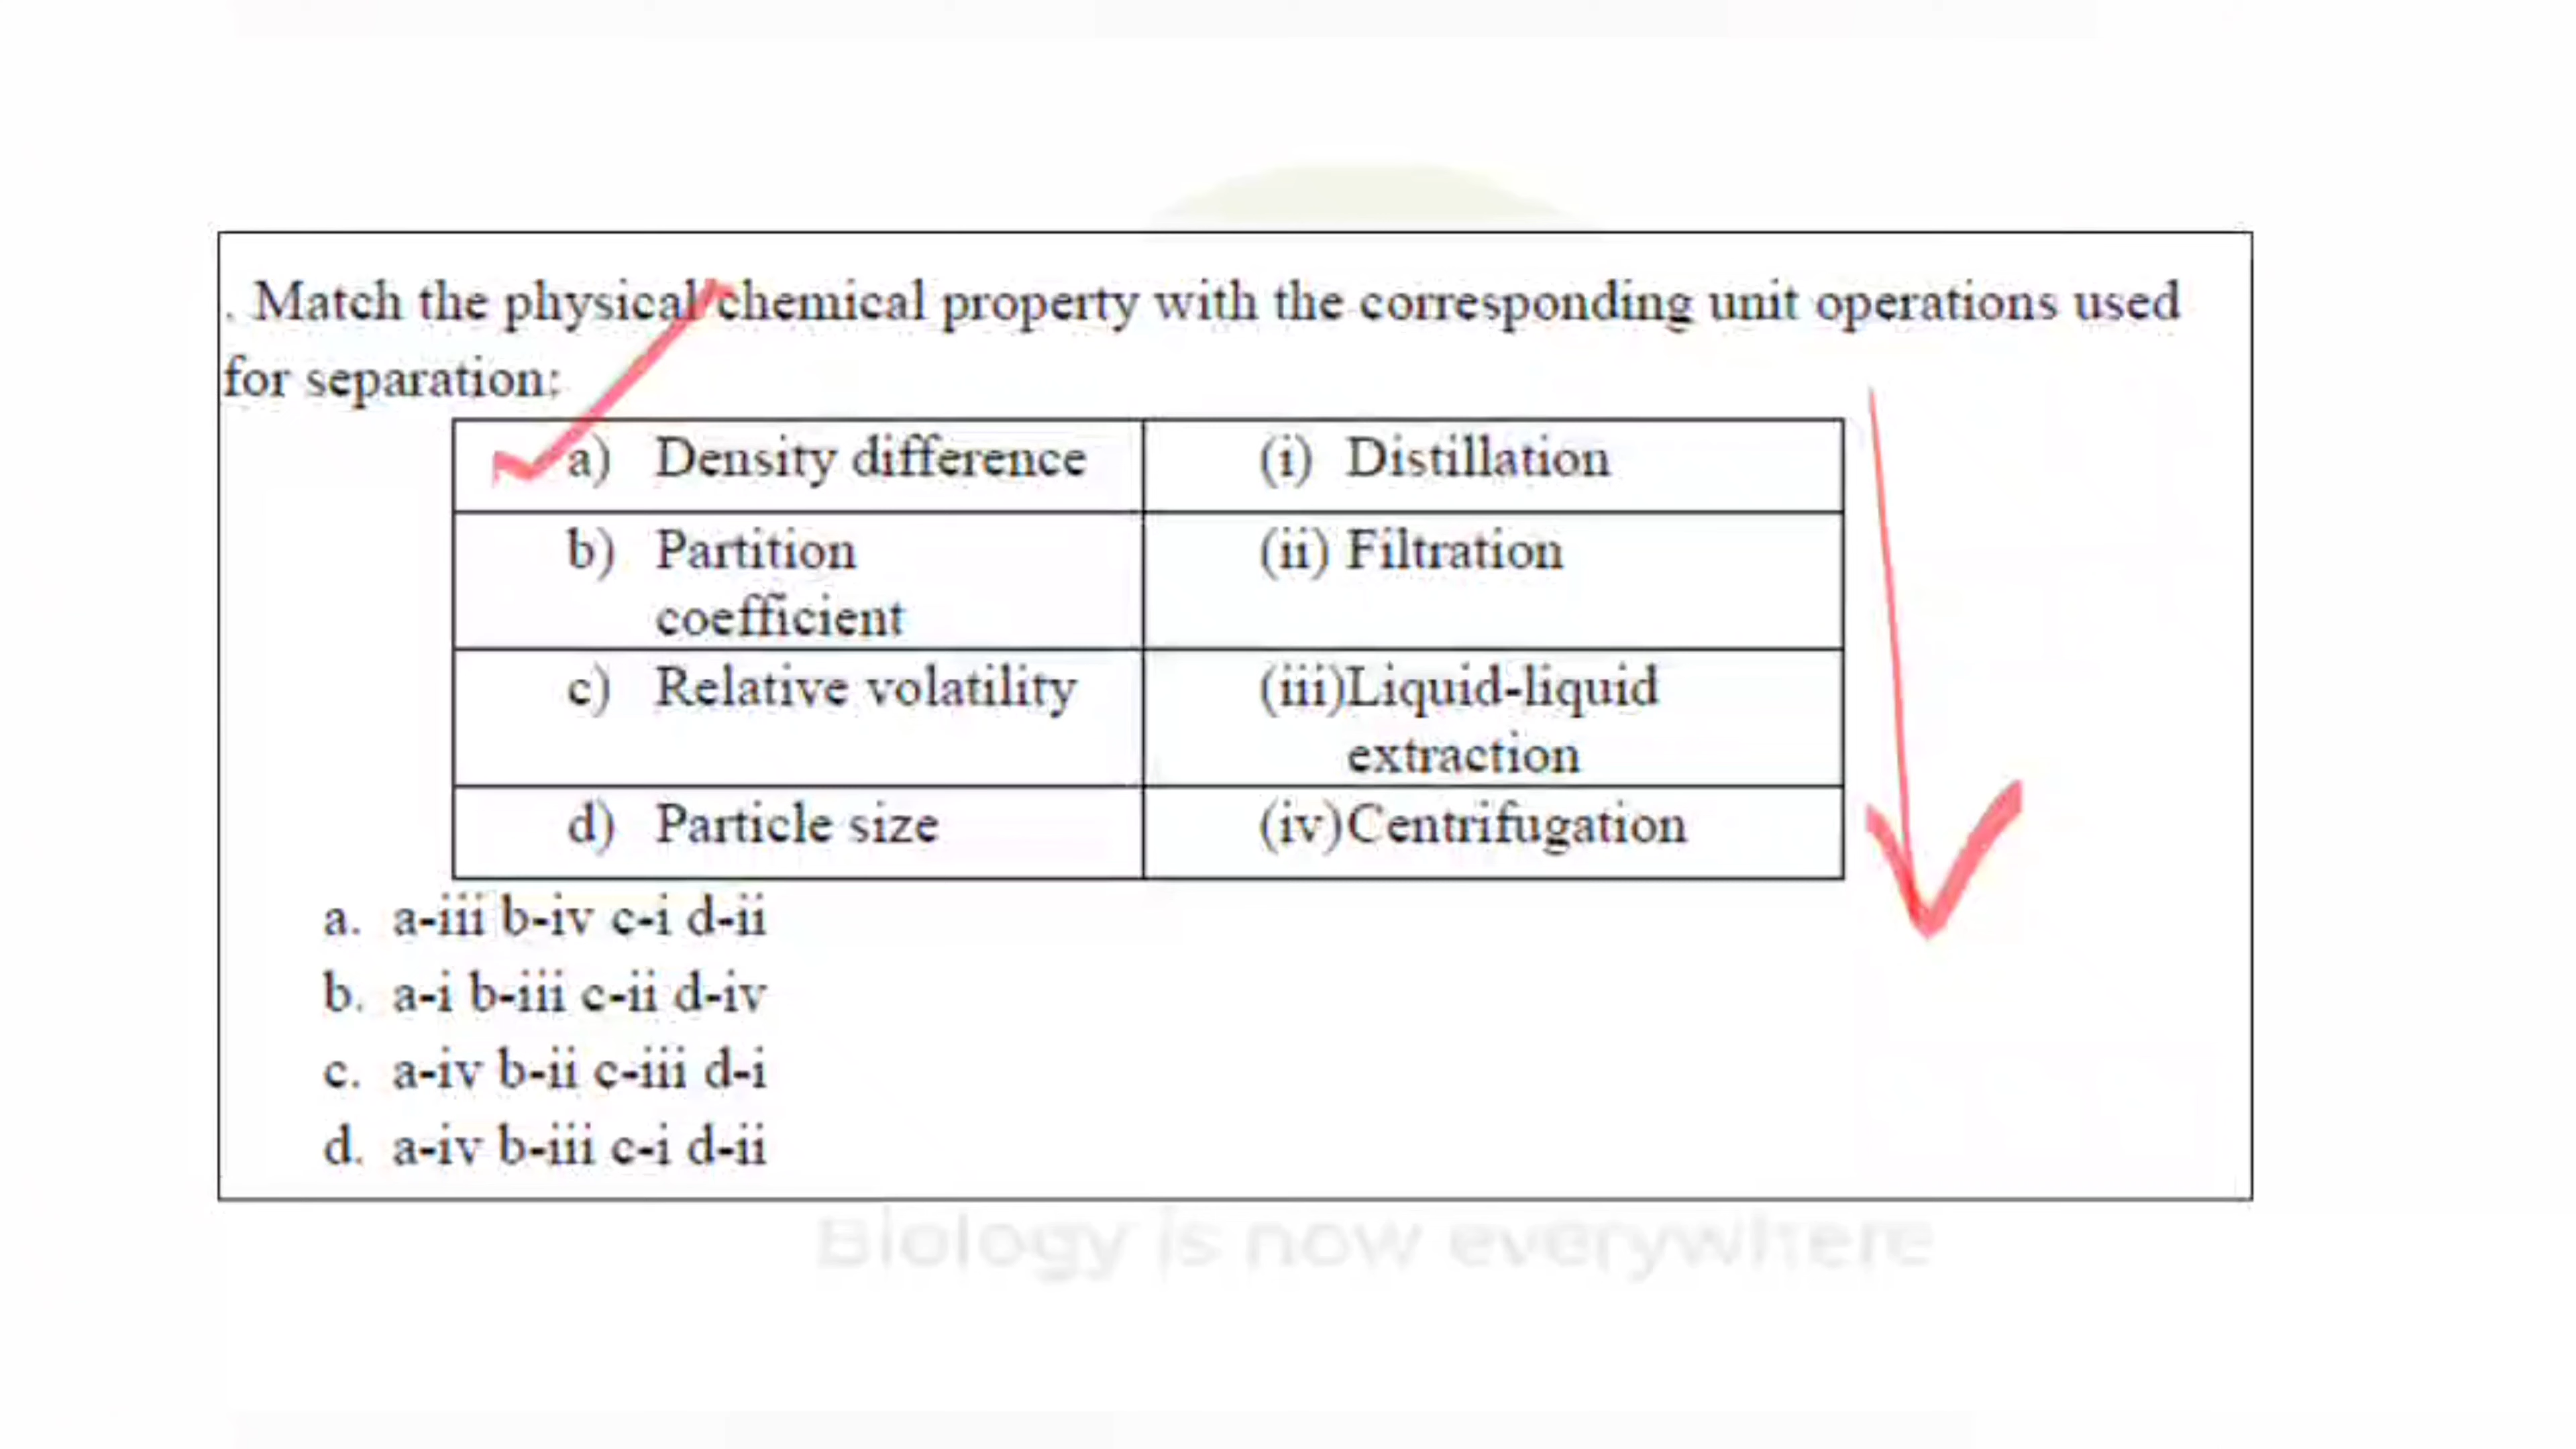 . Match the physical/chemical property with the corresponding unit operations used
for separation:
a) Density difference (i) Distillation
b) Partition coefficient (ii) Filtration
c) Relative volatility (iii)Liquid-liquid extraction
d) Particle size (iv)Centrifugation
a. a-iii b-iv c-i d-ii
b. a-i b-iii c-ii d-iv
c. a-iv b-ii c-iii d-i
d. a-iv b-iii c-i d-ii
Biology is now everywhere